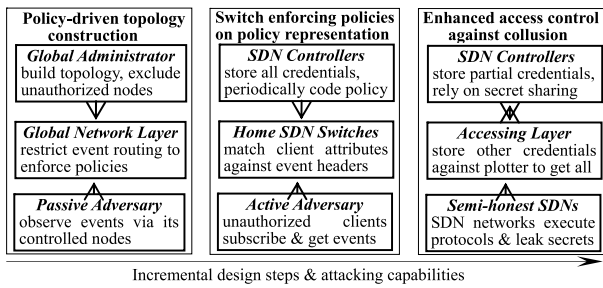 Policy-driven topology
construction
Global Administrator
build topology, exclude
unauthorized nodes
Global Network Layer
restrict event routing to
enforce policies
Passive Adversary
observe events via its
controlled nodes
Switch enforcing policies
on policy representation
SDN Controllers
store all credentials,
periodically code policy
Home SDN Switches
match client attributes
against event headers
Active Adversary
unauthorized clients
subscribe & get events
Enhanced access control
against collusion
SDN Controllers
store partial credentials,
rely on secret sharing
Accessing Layer
store other credentials
against plotter to get all
Semi-honest SDNs
SDN networks execute
protocols & leak secrets
Incremental design steps & attacking capabilities